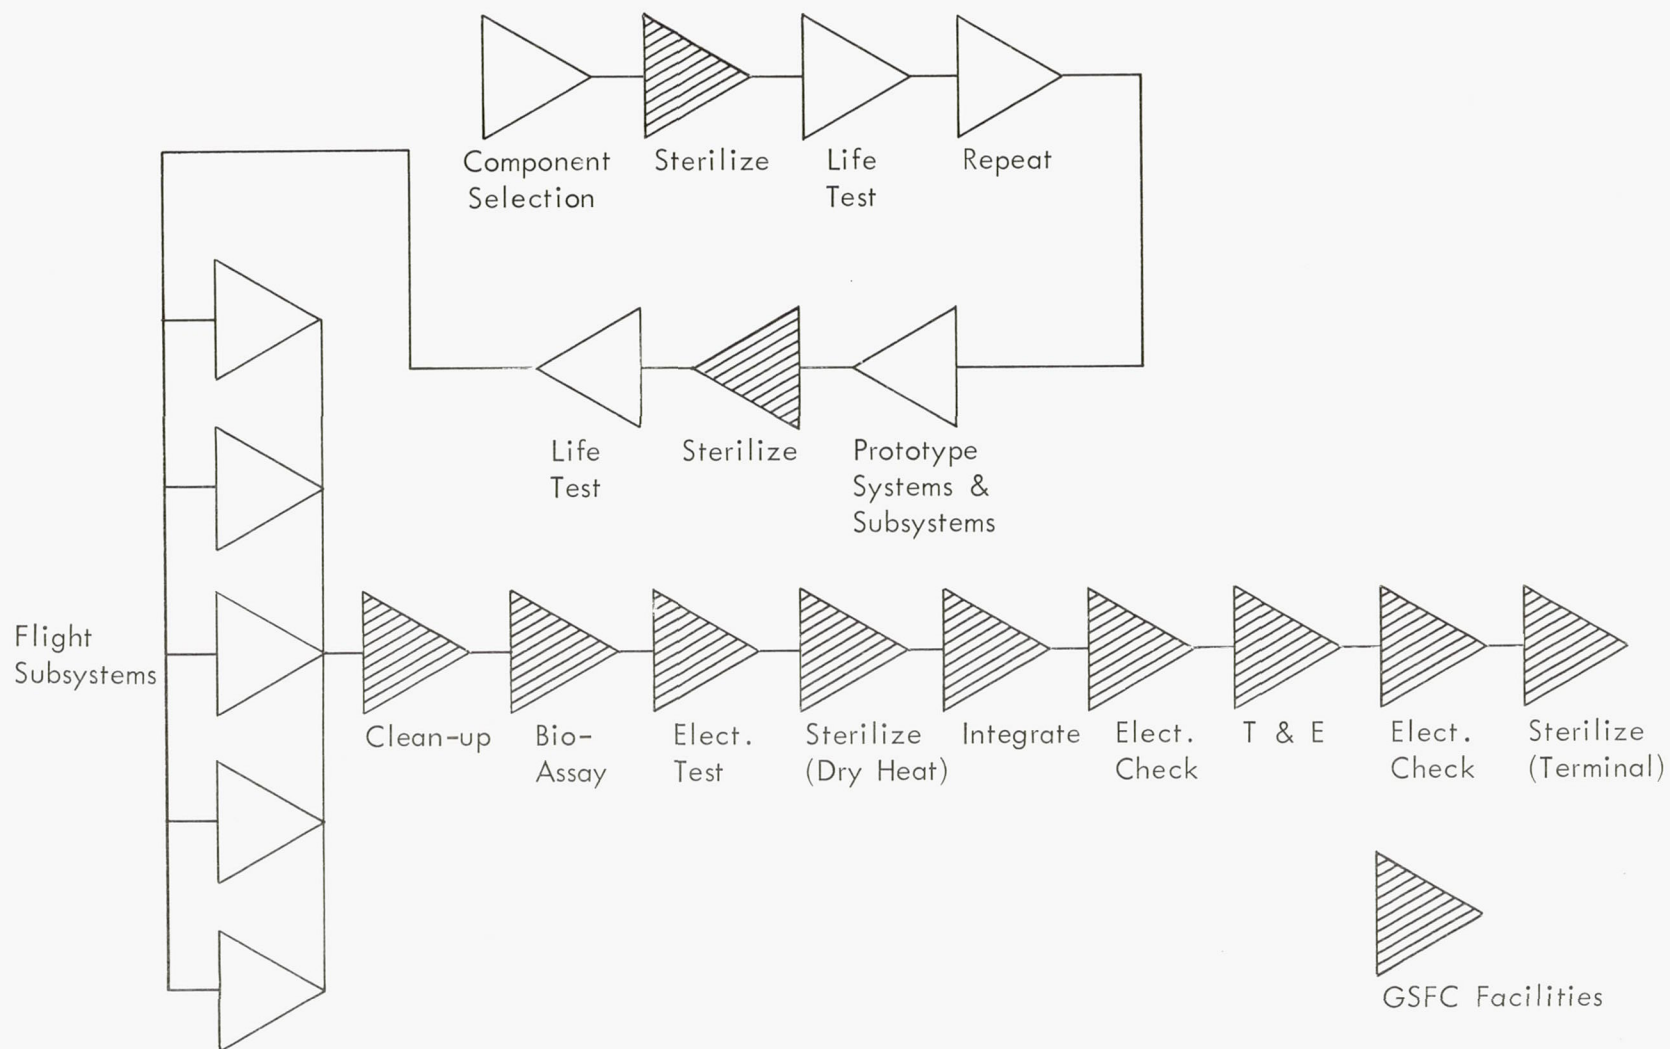 Component
Selection
Sterilize
Life
Test
Repeat
Life
Test
Sterilize
Prototype
Systems &
Subsystems
Flight
Subsystems
Clean-up
Bio-
Assay
Elect.
Test
Sterilize
(Dry Heat)
Integrate
Elect.
Check
T & E
Elect.
Check
Sterilize
(Terminal)
GSFC Facilities